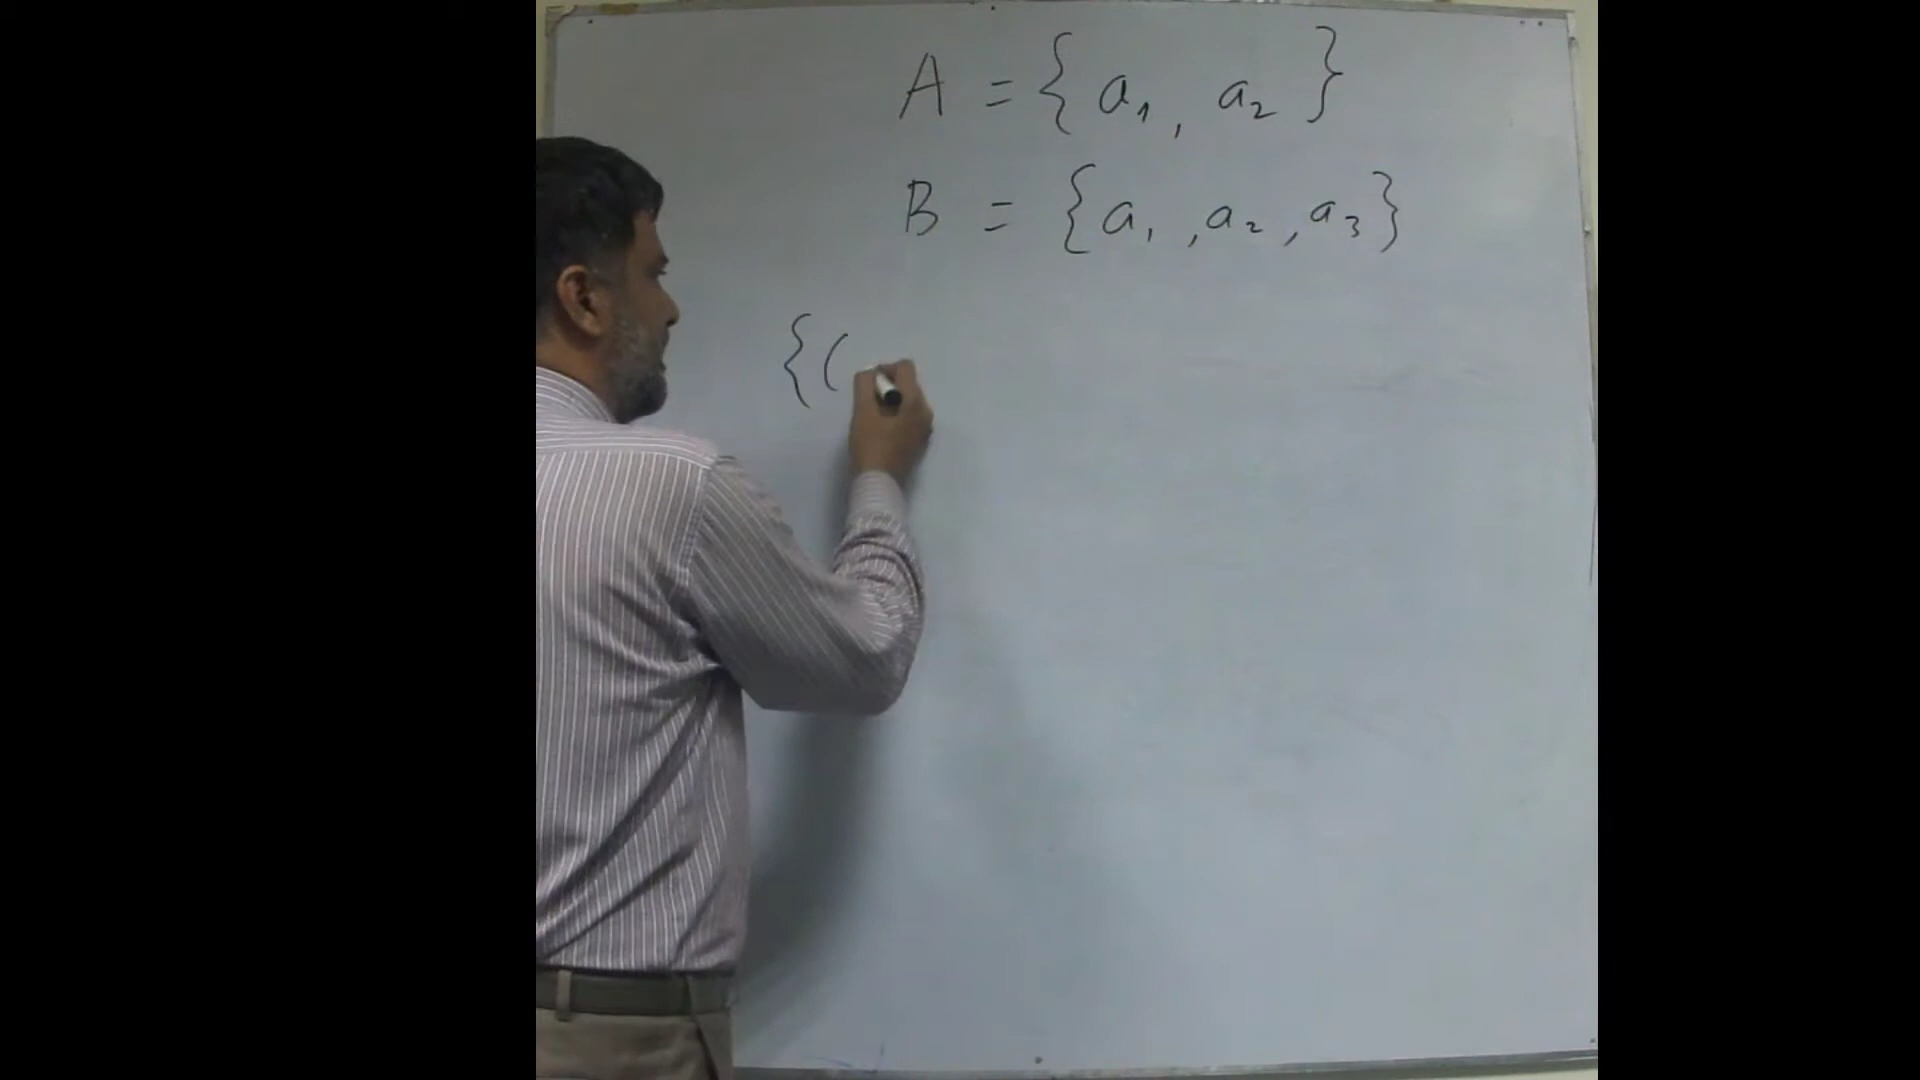 A = { a₁, a₂ }
B = { a₁, a₂, a₃ }
{(